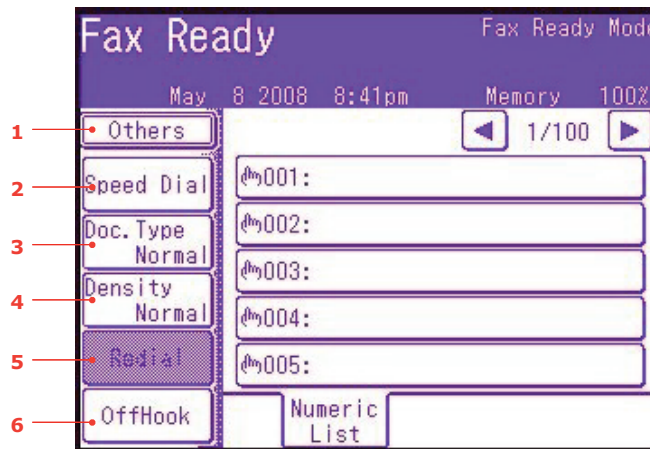 Fax Ready
Fax Ready Mode
May 8 2008 8:41pm
Memory 100%
1
Others
1/100
2
Speed Dial
001:
3
Doc.Type
Normal
002:
4
Density
Normal
003:
004:
5
Redial
005:
6
OffHook
Numeric
List